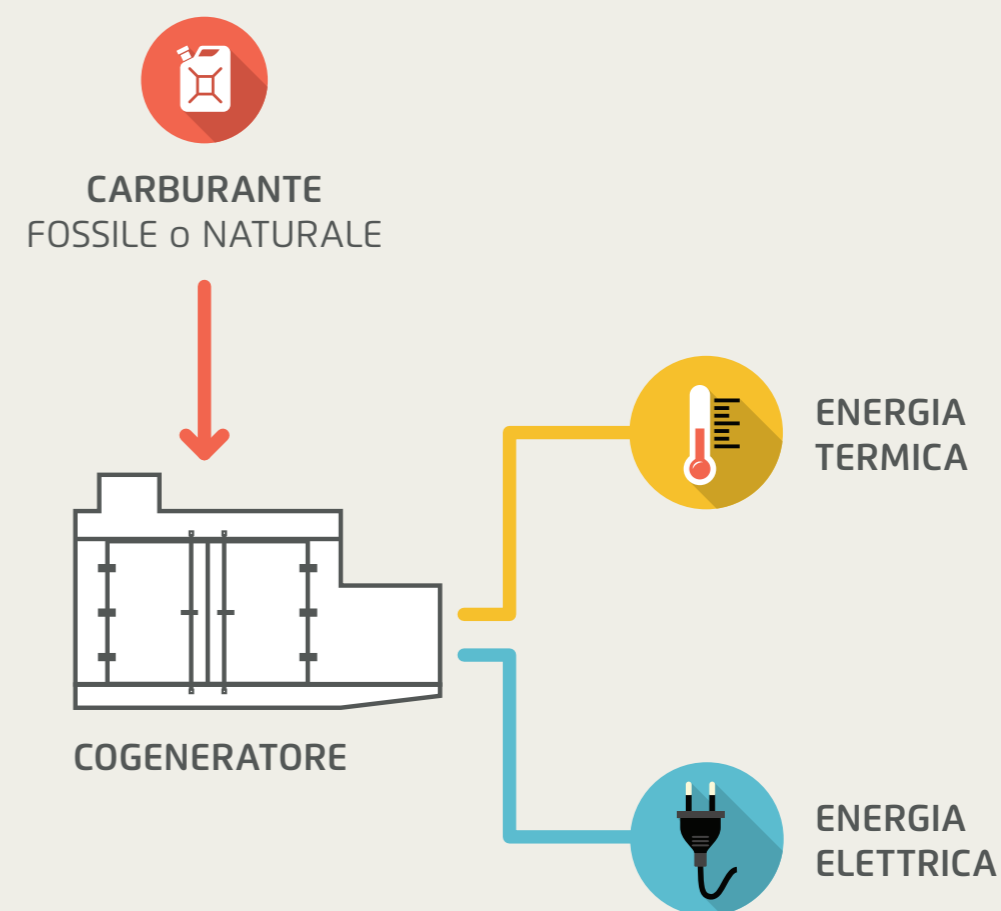 CARBURANTE
FOSSILE o NATURALE
ENERGIA
TERMICA
COGENERATORE
ENERGIA
ELETTRICA